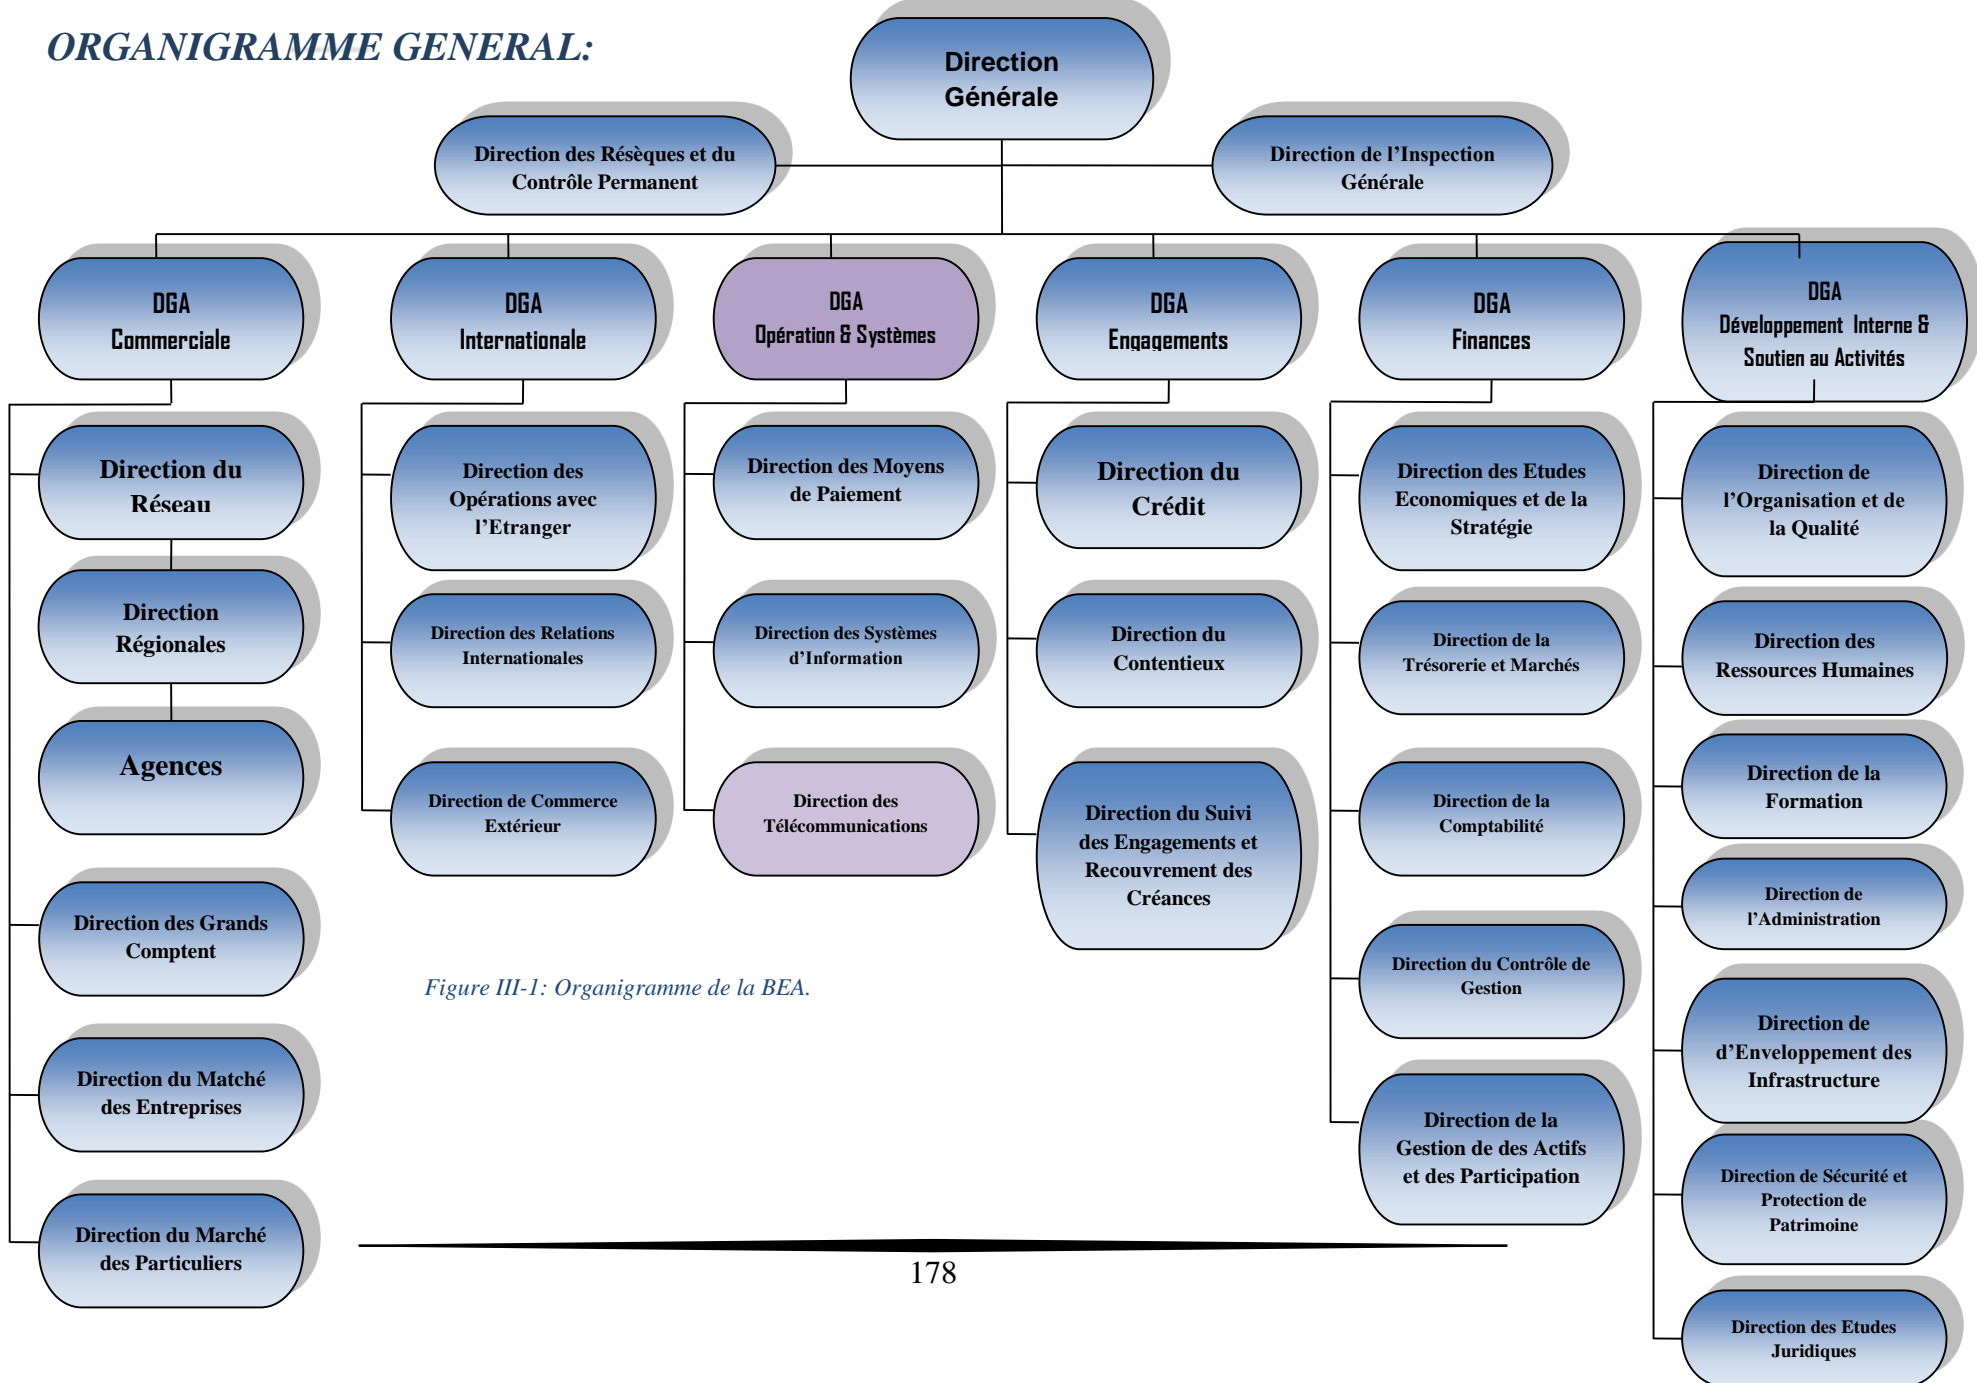 ORGANIGRAMME GENERAL:
Direction
Générale
Direction des Résèques et du
Contrôle Permanent
Direction de l’Inspection
Générale
DGA
Commerciale
DGA
Internationale
DGA
Opération & Systèmes
DGA
Engagements
DGA
Finances
DGA
Développement Interne &
Soutien au Activités
Direction du
Réseau
Direction
Régionales
Agences
Direction des Grands
Comptent
Direction du Matché
des Entreprises
Direction du Marché
des Particuliers
Direction des
Opérations avec
l’Etranger
Direction des Relations
Internationales
Direction de Commerce
Extérieur
Direction des Moyens
de Paiement
Direction des Systèmes
d’Information
Direction des
Télécommunications
Direction du
Crédit
Direction du
Contentieux
Direction du Suivi
des Engagements et
Recouvrement des
Créances
Direction des Etudes
Economiques et de la
Stratégie
Direction de la
Trésorerie et Marchés
Direction de la
Comptabilité
Direction du Contrôle de
Gestion
Direction de la
Gestion de des Actifs
et des Participation
Direction de
l’Organisation et de
la Qualité
Direction des
Ressources Humaines
Direction de la
Formation
Direction de
l’Administration
Direction de
d’Enveloppement des
Infrastructure
Direction de Sécurité et
Protection de
Patrimoine
Direction des Etudes
Juridiques
Figure III-1: Organigramme de la BEA.
178